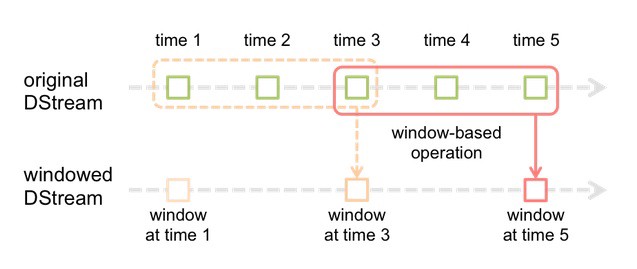 time 1 time 2 time 3 time 4 time 5
original
DStream
window-based
operation
windowed
DStream
window
at time 1
window
at time 3
window
at time 5